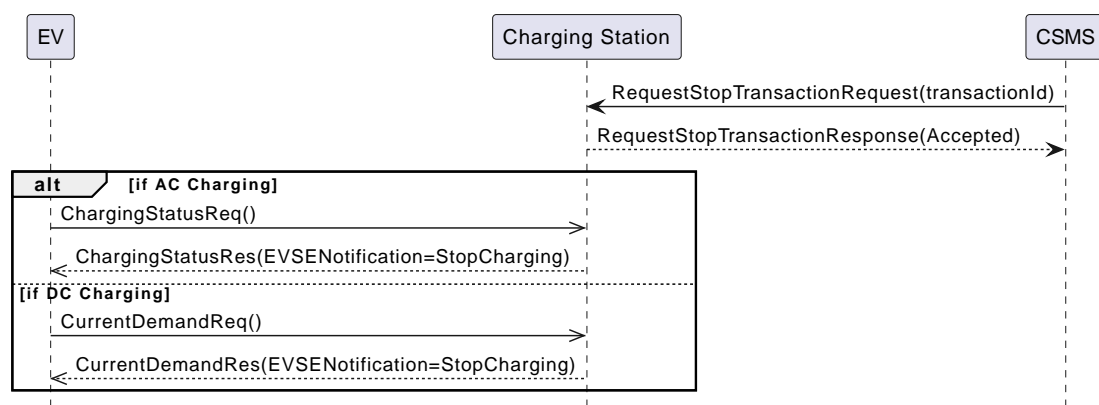 EV
Charging Station
CSMS
RequestStopTransactionRequest(transactionId)
RequestStopTransactionResponse(Accepted)
alt
[if AC Charging]
ChargingStatusReq()
ChargingStatusRes(EVSENotification=StopCharging)
[if DC Charging]
CurrentDemandReq()
CurrentDemandRes(EVSENotification=StopCharging)